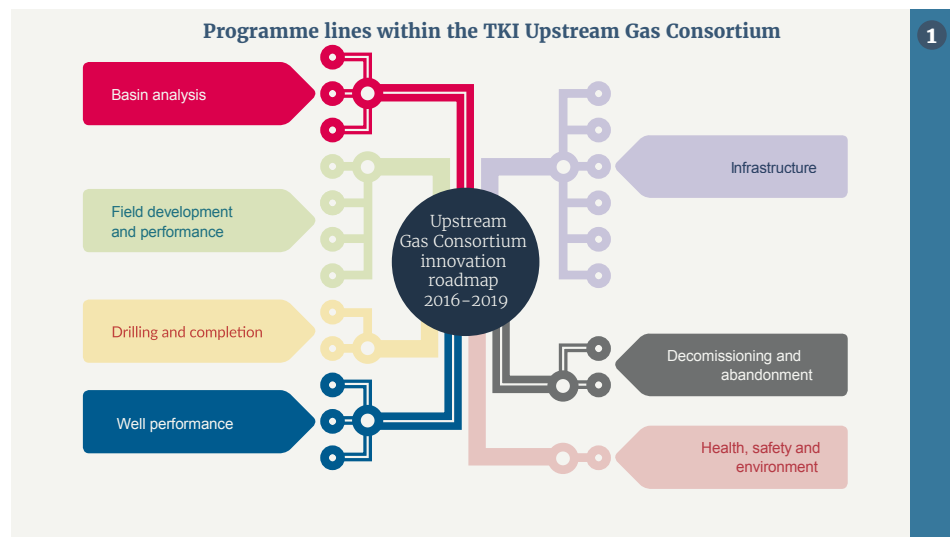 Programme lines within the TKI Upstream Gas Consortium
1
Basin analysis
Field development
and performance
Drilling and completion
Well performance
Upstream
Gas Consortium
innovation
roadmap
2016-2019
Infrastructure
Decomissioning and
abandonment
Health, safety and
environment